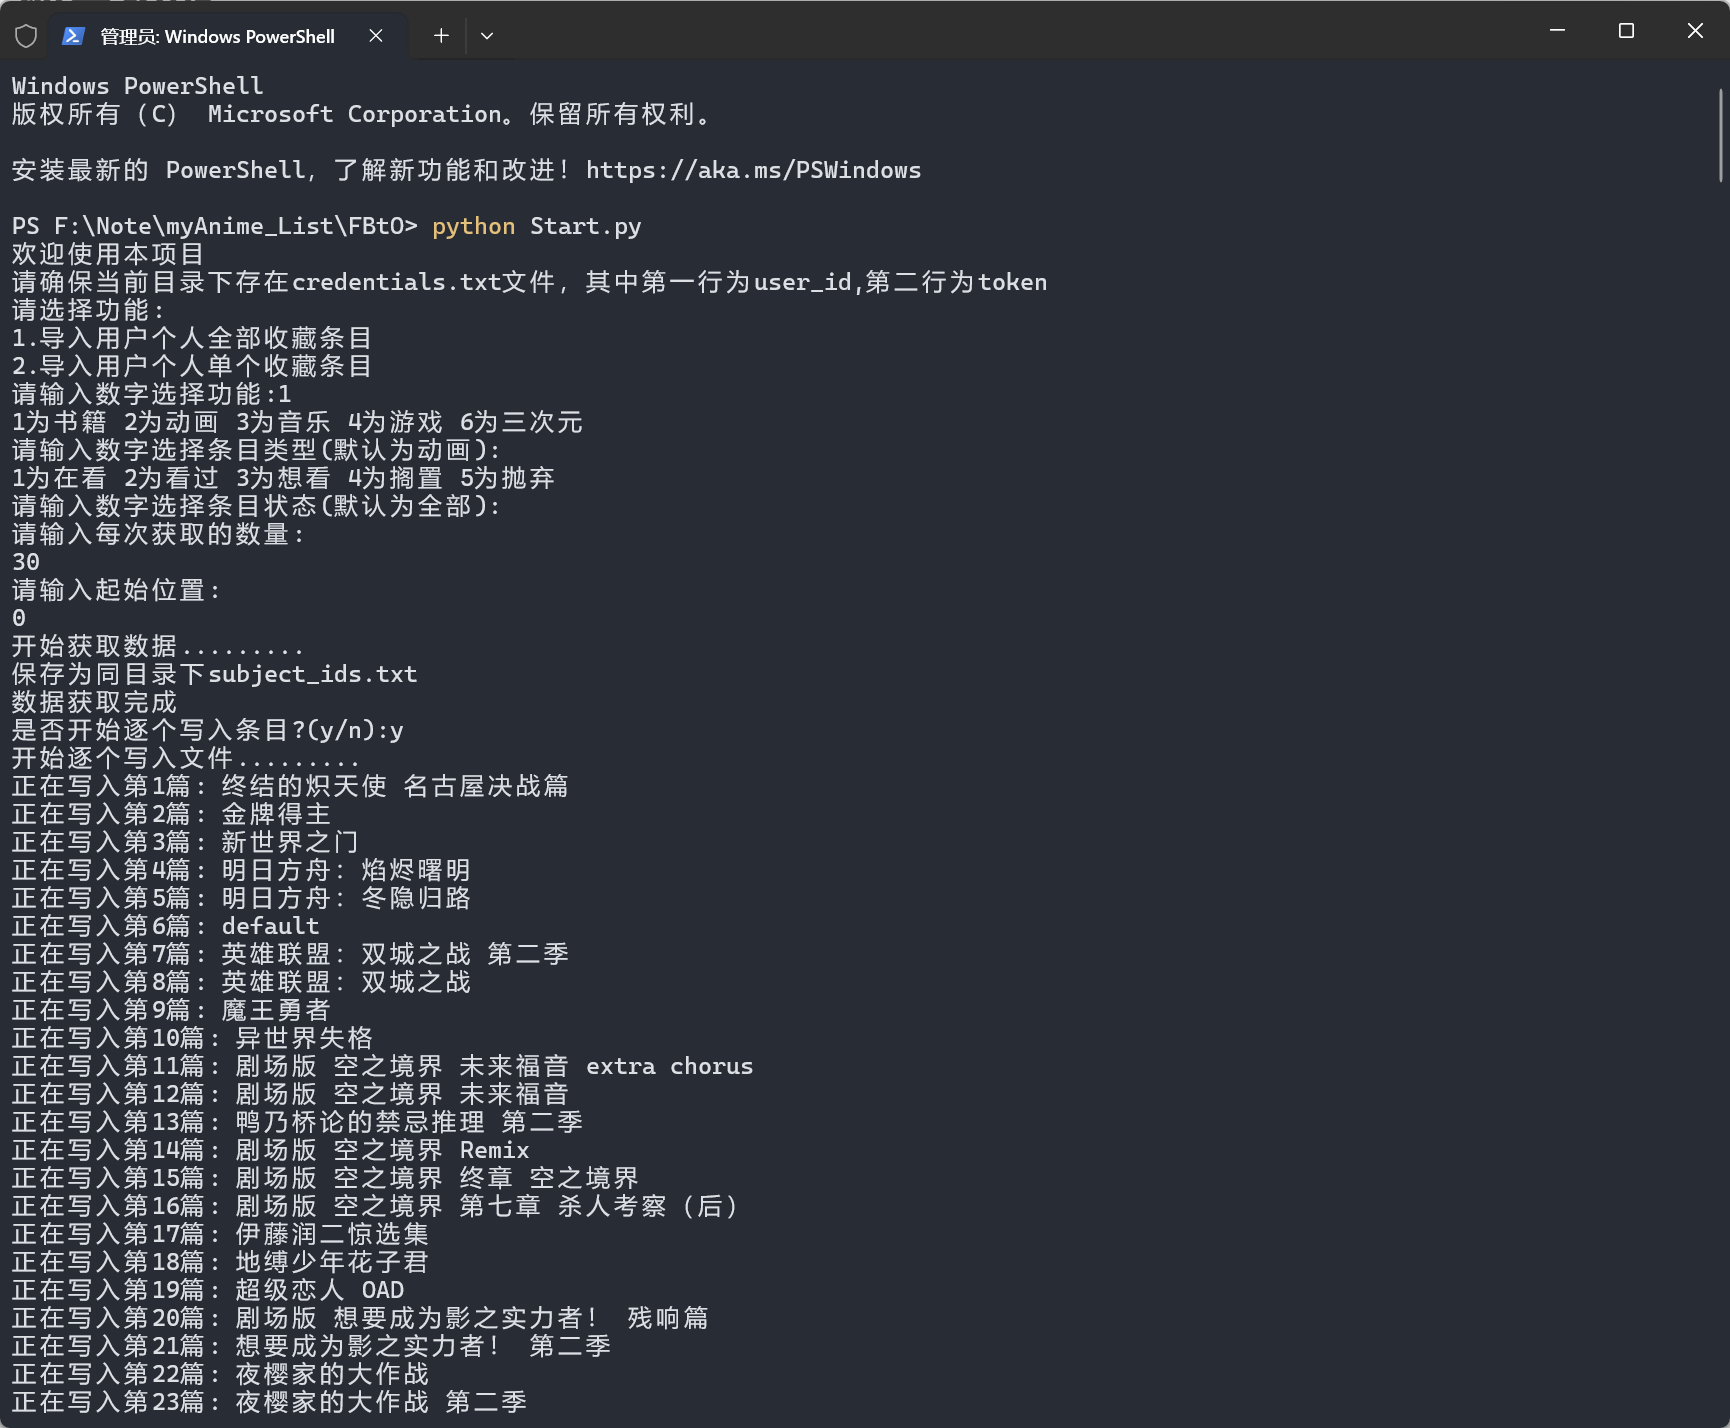 管理员: Windows PowerShell
Windows PowerShell
版权所有（C） Microsoft Corporation。保留所有权利。
安装最新的 PowerShell，了解新功能和改进！https://aka.ms/PSWindows
PS F:\Note\myAnime_List\FBtO> python Start.py
欢迎使用本项目
请确保当前目录下存在credentials.txt文件，其中第一行为user_id,第二行为token
请选择功能：
1.导入用户个人全部收藏条目
2.导入用户个人单个收藏条目
请输入数字选择功能:1
1为书籍 2为动画 3为音乐 4为游戏 6为三次元
请输入数字选择条目类型(默认为动画):
1为在看 2为看过 3为想看 4为搁置 5为抛弃
请输入数字选择条目状态(默认为全部):
请输入每次获取的数量：
30
请输入起始位置：
0
开始获取数据.........
保存为同目录下subject_ids.txt
数据获取完成
是否开始逐个写入条目?(y/n):y
开始逐个写入文件.........
正在写入第1篇：终结的炽天使 名古屋决战篇
正在写入第2篇：金牌得主
正在写入第3篇：新世界之门
正在写入第4篇：明日方舟：焰烬曙明
正在写入第5篇：明日方舟：冬隐归路
正在写入第6篇：default
正在写入第7篇：英雄联盟：双城之战 第二季
正在写入第8篇：英雄联盟：双城之战
正在写入第9篇：魔王勇者
正在写入第10篇：异世界失格
正在写入第11篇：剧场版 空之境界 未来福音 extra chorus
正在写入第12篇：剧场版 空之境界 未来福音
正在写入第13篇：鸭乃桥论的禁忌推理 第二季
正在写入第14篇：剧场版 空之境界 Remix
正在写入第15篇：剧场版 空之境界 终章 空之境界
正在写入第16篇：剧场版 空之境界 第七章 杀人考察（后）
正在写入第17篇：伊藤润二惊选集
正在写入第18篇：地缚少年花子君
正在写入第19篇：超级恋人 OAD
正在写入第20篇：剧场版 想要成为影之实力者！ 残响篇
正在写入第21篇：想要成为影之实力者！ 第二季
正在写入第22篇：夜樱家的大作战
正在写入第23篇：夜樱家的大作战 第二季